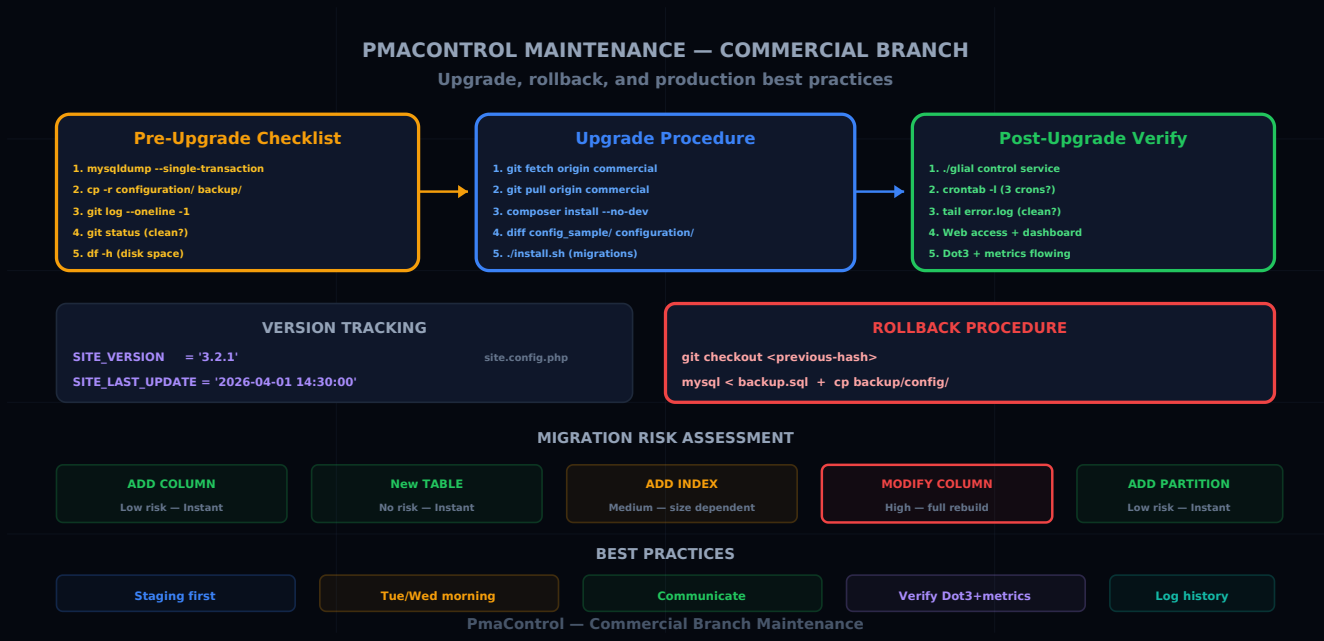 PMACONTROL MAINTENANCE — COMMERCIAL BRANCH
Upgrade, rollback, and production best practices
Pre-Upgrade Checklist
1. mysqldump --single-transaction
2. cp -r configuration/ backup/
3. git log --oneline -1
4. git status (clean?)
5. df -h (disk space)
Upgrade Procedure
1. git fetch origin commercial
2. git pull origin commercial
3. composer install --no-dev
4. diff config_sample/ configuration/
5. ./install.sh (migrations)
Post-Upgrade Verify
1. ./glial control service
2. crontab -l (3 crons?)
3. tail error.log (clean?)
4. Web access + dashboard
5. Dot3 + metrics flowing
VERSION TRACKING
SITE_VERSION = '3.2.1' site.config.php
SITE_LAST_UPDATE = '2026-04-01 14:30:00'
ROLLBACK PROCEDURE
git checkout <previous-hash>
mysql < backup.sql + cp backup/config/
MIGRATION RISK ASSESSMENT
ADD COLUMN
Low risk — Instant
New TABLE
No risk — Instant
ADD INDEX
Medium — size dependent
MODIFY COLUMN
High — full rebuild
ADD PARTITION
Low risk — Instant
BEST PRACTICES
Staging first
Tue/Wed morning
Communicate
Verify Dot3+metrics
Log history
PmaControl — Commercial Branch Maintenance